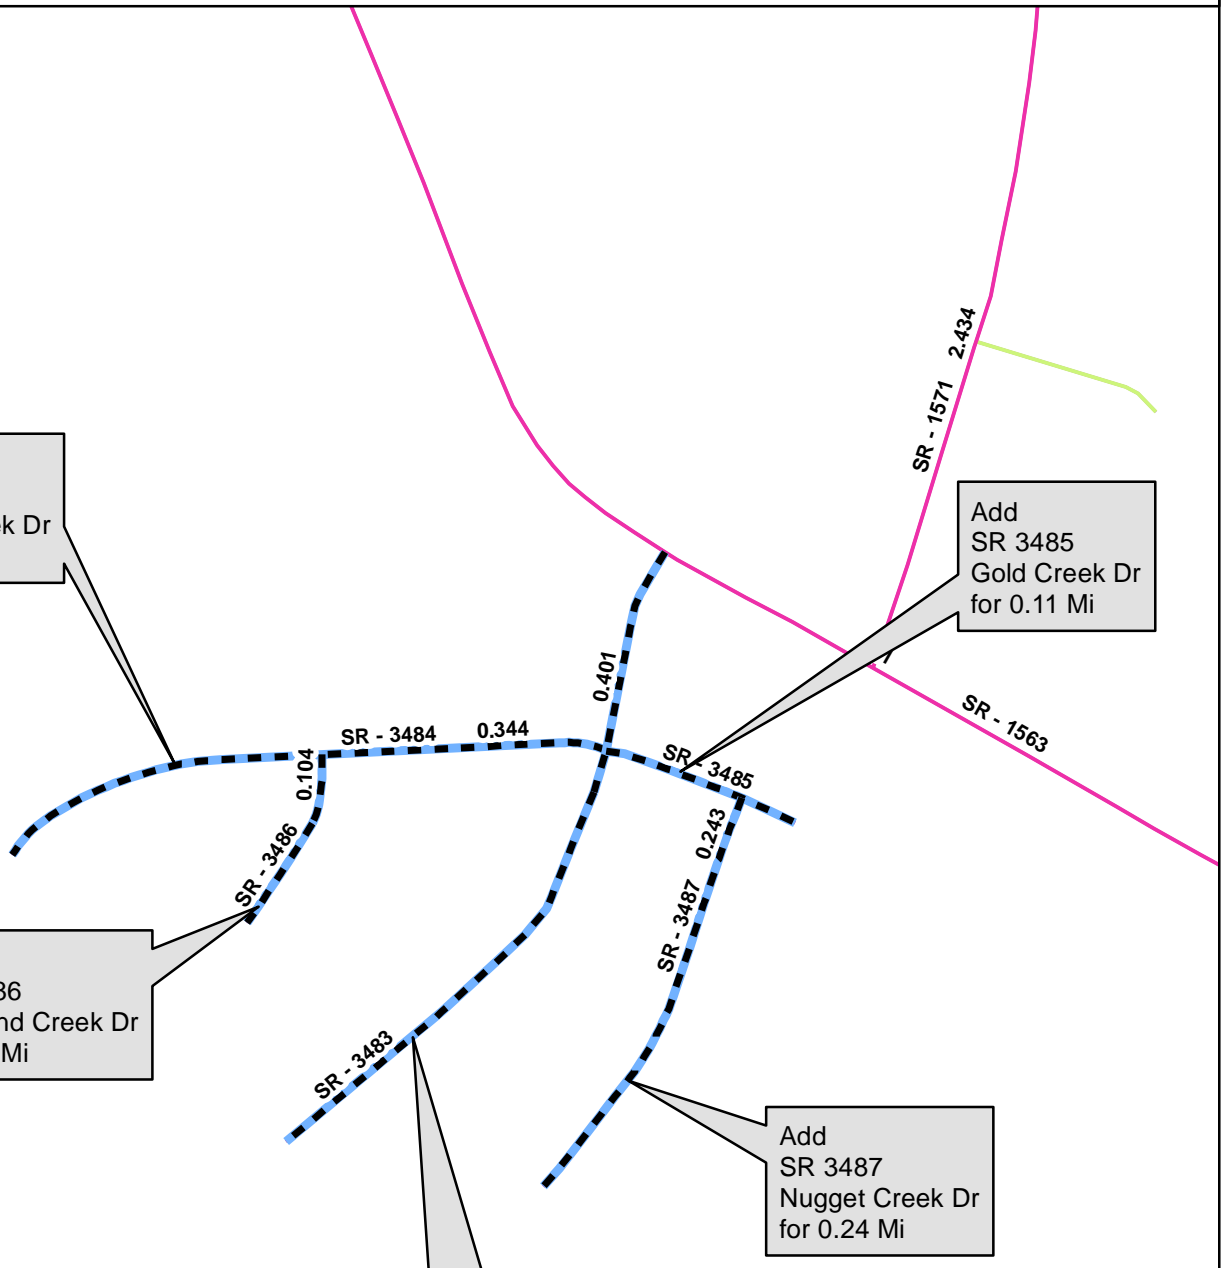 2.434
SR - 1571
Add
SR 3485
Gold Creek Dr
for 0.11 Mi
Dr
0.401
SR - 1563
SR - 3484
0.344
SR - 3485
0.104
0.243
SR - 3486
SR - 3487
Creek Dr
Mi
SR - 3483
Add
SR 3487
Nugget Creek Dr
for 0.24 Mi